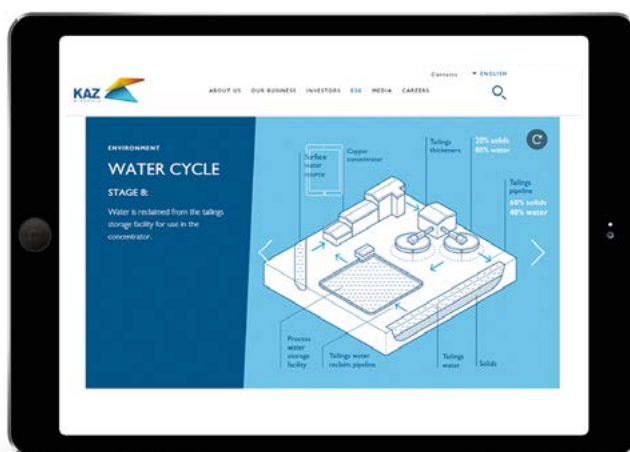 Contacts ENGLISH
KAZ
MINERALS
ABOUT US OUR BUSINESS INVESTORS ESG MEDIA CAREERS
ENVIRONMENT
WATER CYCLE
STAGE 8:
Water is reclaimed from the tailings
storage facility for use in the
concentrator.
Surface
water
source
Copper
concentrator
Tailings
thickeners
20% solids
80% water
Tailings
pipeline
60% solids
40% water
Process
water
storage
facility
Tailings water
reclaim pipeline
Tailings
water
Solids